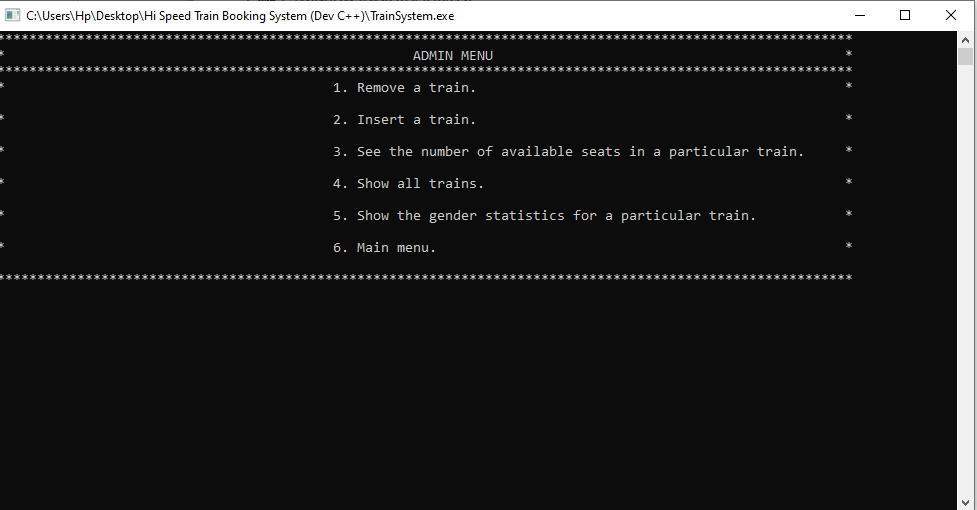 C:\Users\Hp\Desktop\Hi Speed Train Booking System (Dev C++)\TrainSystem.exe
***********************************************************************************************************
* ADMIN MENU *
***********************************************************************************************************
* 1. Remove a train. *
* 2. Insert a train. *
* 3. See the number of available seats in a particular train. *
* 4. Show all trains. *
* 5. Show the gender statistics for a particular train. *
* 6. Main menu. *
***********************************************************************************************************